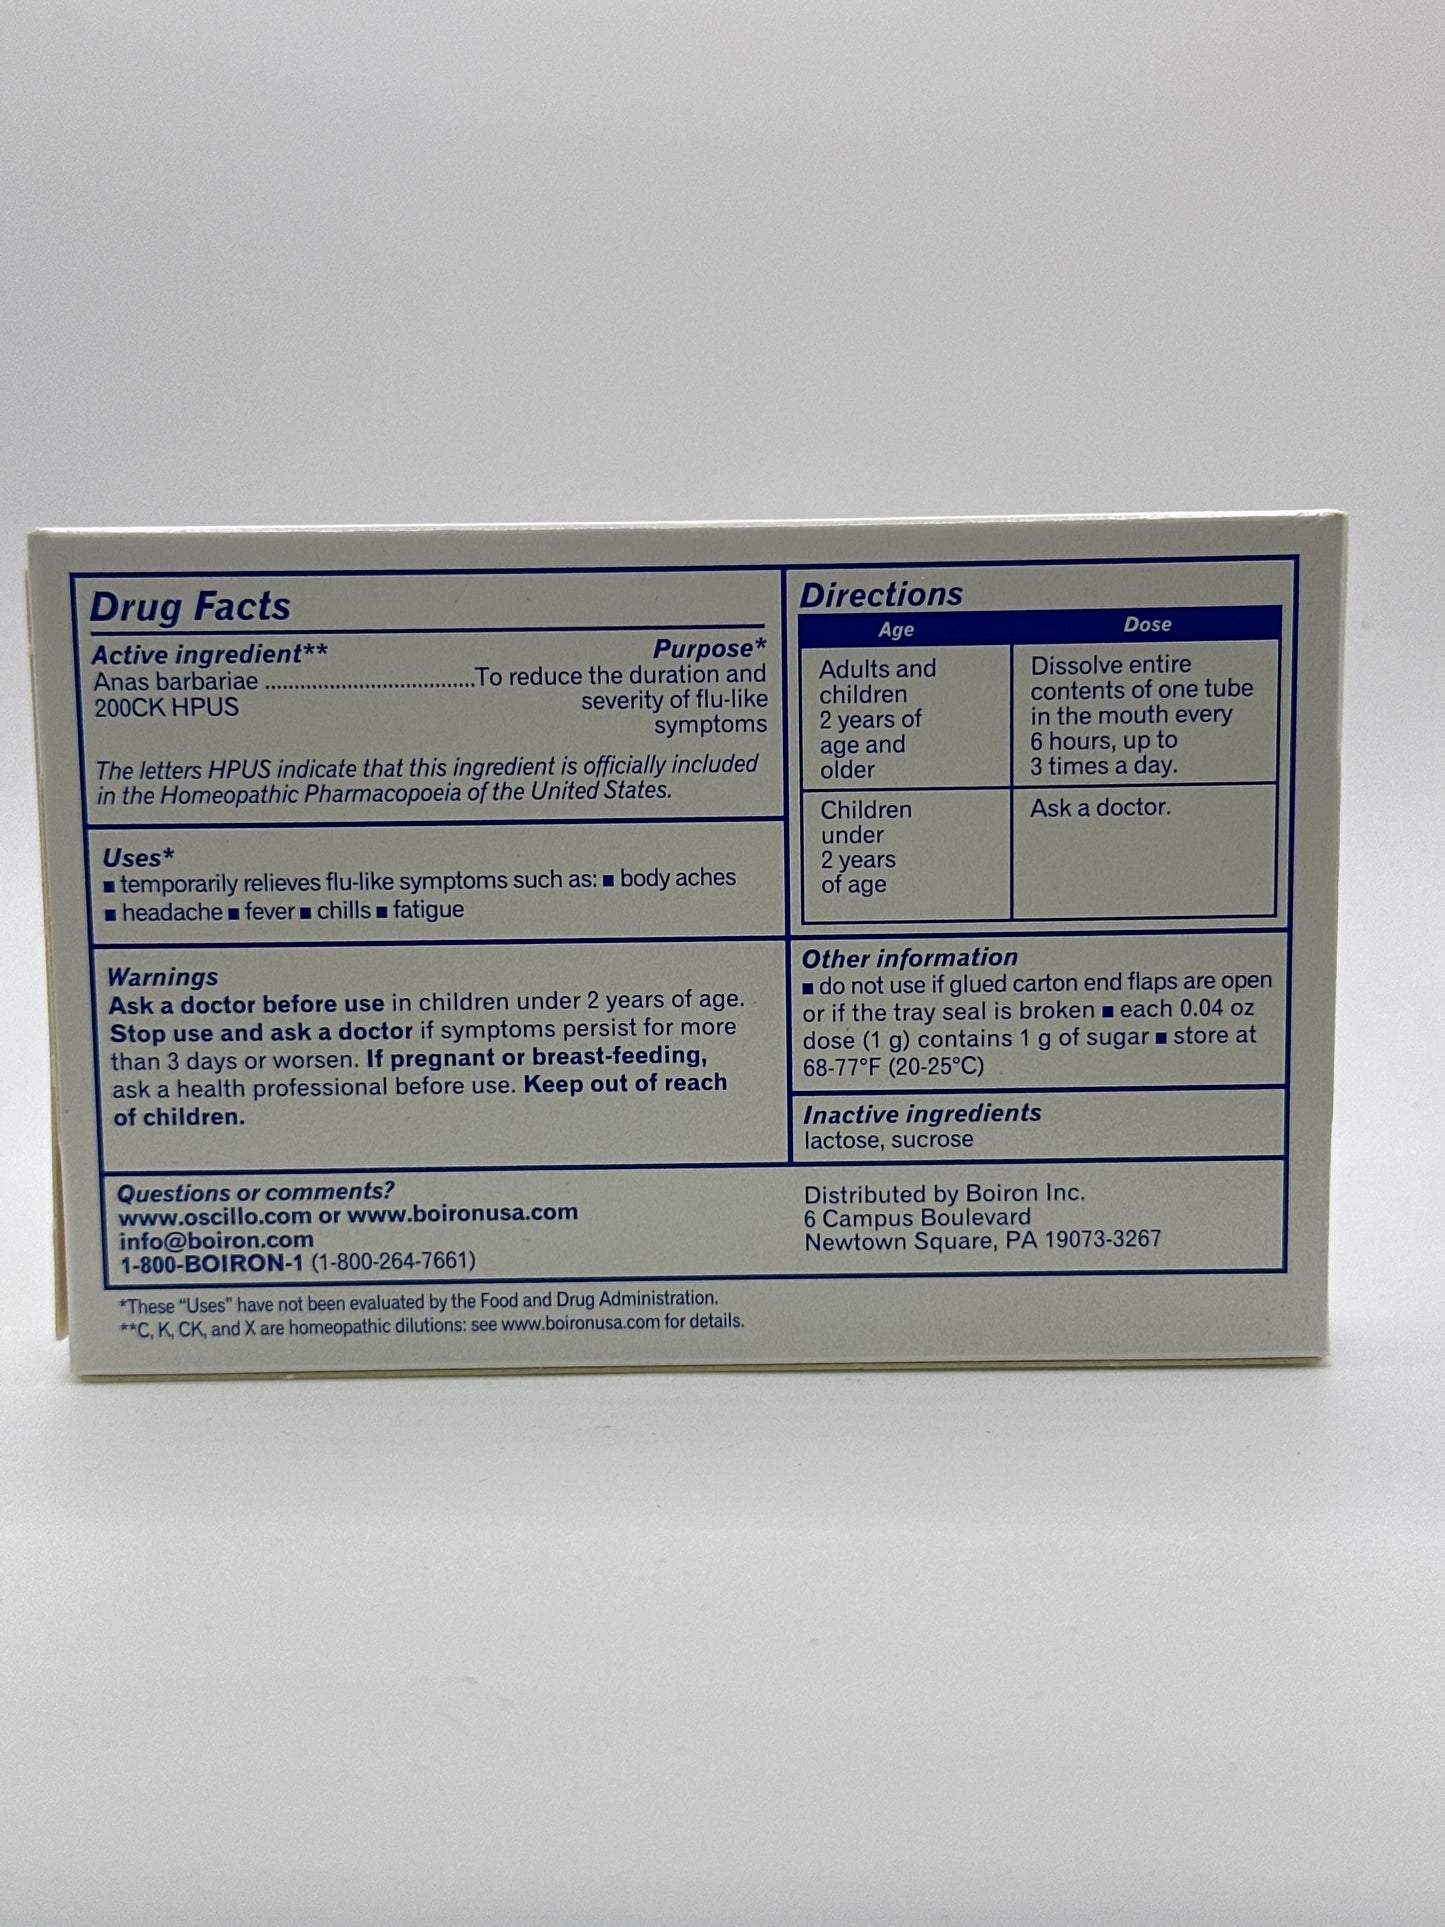 Drug Facts
Active ingredient** Purpose*
Anas barbariae ....................................To reduce the duration and
200CK HPUS severity of flu-like
symptoms
The letters HPUS indicate that this ingredient is officially included
in the Homeopathic Pharmacopoeia of the United States.
Uses*
■ temporarily relieves flu-like symptoms such as: ■ body aches
■ headache ■ fever ■ chills ■ fatigue
Warnings
Ask a doctor before use in children under 2 years of age.
Stop use and ask a doctor if symptoms persist for more
than 3 days or worsen. If pregnant or breast-feeding,
ask a health professional before use. Keep out of reach
of children.
Directions
Age Dose
Adults and
children
2 years of
age and
older
Dissolve entire
contents of one tube
in the mouth every
6 hours, up to
3 times a day.
Children
under
2 years
of age
Ask a doctor.
Other information
■ do not use if glued carton end flaps are open
or if the tray seal is broken ■ each 0.04 oz
dose (1 g) contains 1 g of sugar ■ store at
68-77°F (20-25°C)
Inactive ingredients
lactose, sucrose
Questions or comments?
www.oscillo.com or www.boironusa.com
info@boiron.com
1-800-BOIRON-1 (1-800-264-7661)
Distributed by Boiron Inc.
6 Campus Boulevard
Newtown Square, PA 19073-3267
*These “Uses” have not been evaluated by the Food and Drug Administration.
**C, K, CK, and X are homeopathic dilutions: see www.boironusa.com for details.